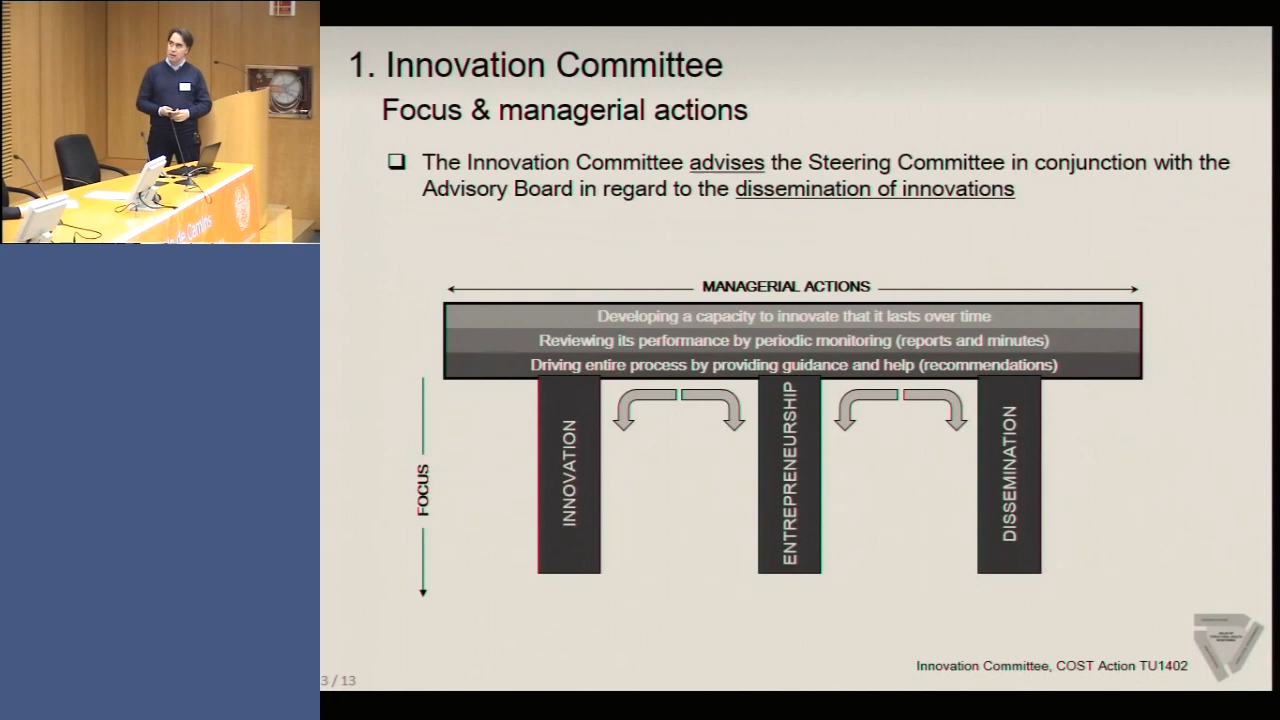 1. Innovation Committee
Focus & managerial actions
❑ The Innovation Committee advises the Steering Committee in conjunction with the
Advisory Board in regard to the dissemination of innovations
MANAGERIAL ACTIONS
Developing a capacity to innovate that it lasts over time
Reviewing its performance by periodic monitoring (reports and minutes)
Driving entire process by providing guidance and help (recommendations)
FOCUS
INNOVATION
ENTREPRENEURSHIP
DISSEMINATION
Innovation Committee, COST Action TU1402
3 / 13
de Camins